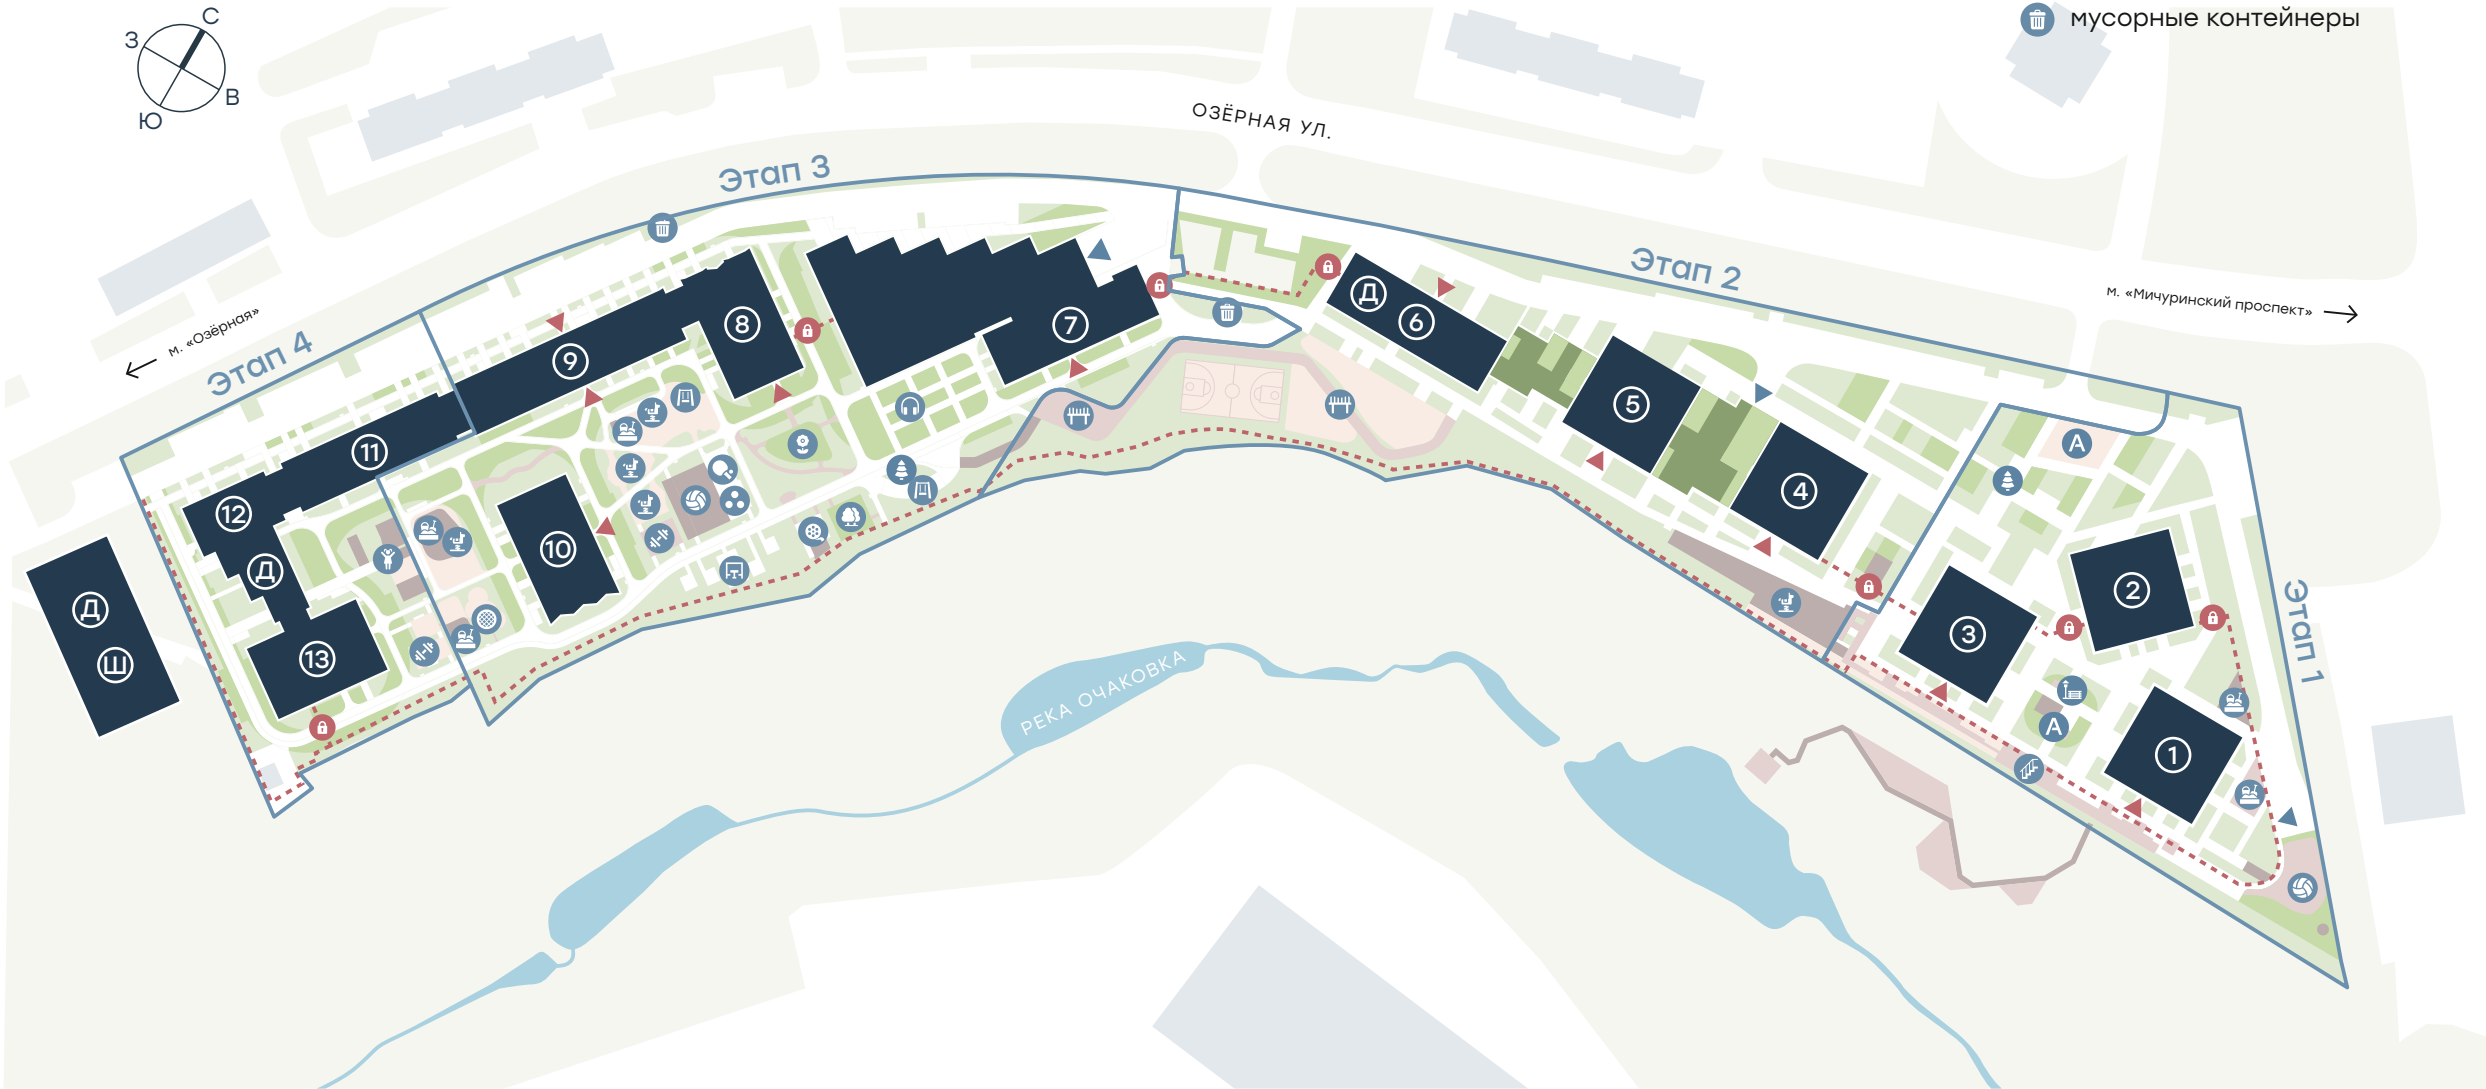 С
З
В
Ю
мусорные контейнеры
ОЗЁРНАЯ УЛ.
Этап 3
Этап 2
м. «Мичуринский проспект»
м. «Озёрная»
Этап 4
Этап 1
Д
6
7
8
9
5
4
11
12
10
Д
Д
Ш
13
А
2
3
А
1
РЕКА ОЧАКОВКА